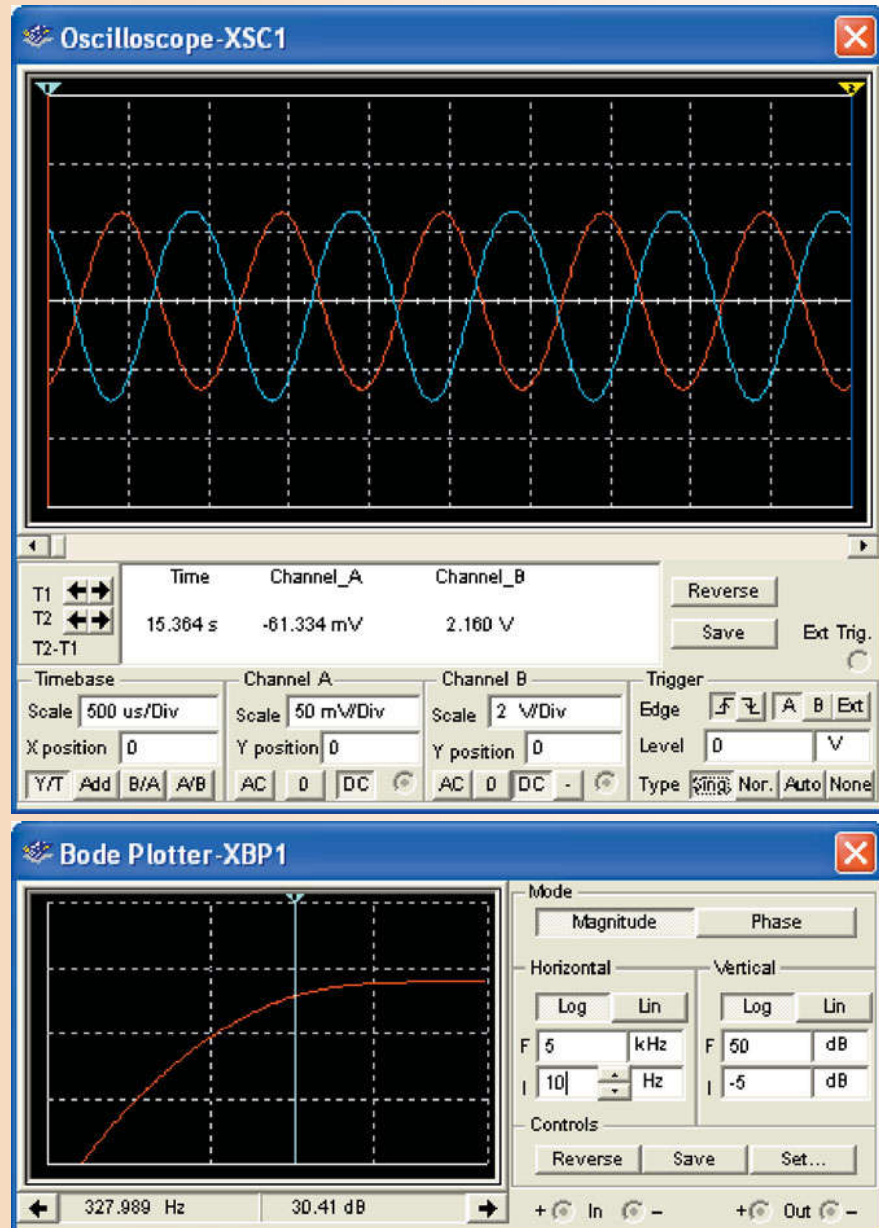 Oscilloscope-XSC1
1 2
Time Channel_A Channel_B
T1
T2 15.364 s -61.334 mV 2.160 V
T2-T1
Reverse
Save Ext Trig.
Timebase
Scale 500 us/Div
X position 0
Y/T Add B/A A/B
Channel A
Scale 50 mV/Div
Y position 0
AC 0 DC
Channel B
Scale 2 V/Div
Y position 0
AC 0 DC -
Trigger
Edge A B Ext
Level 0 V
Type Sing. Nor. Auto None
Bode Plotter-XBP1
Mode
Magnitude Phase
Horizontal
Log Lin
F 5 kHz
I 10 Hz
Vertical
Log Lin
F 50 dB
I -5 dB
Controls
Reverse Save Set...
327.989 Hz 30.41 dB
+ In - + Out -